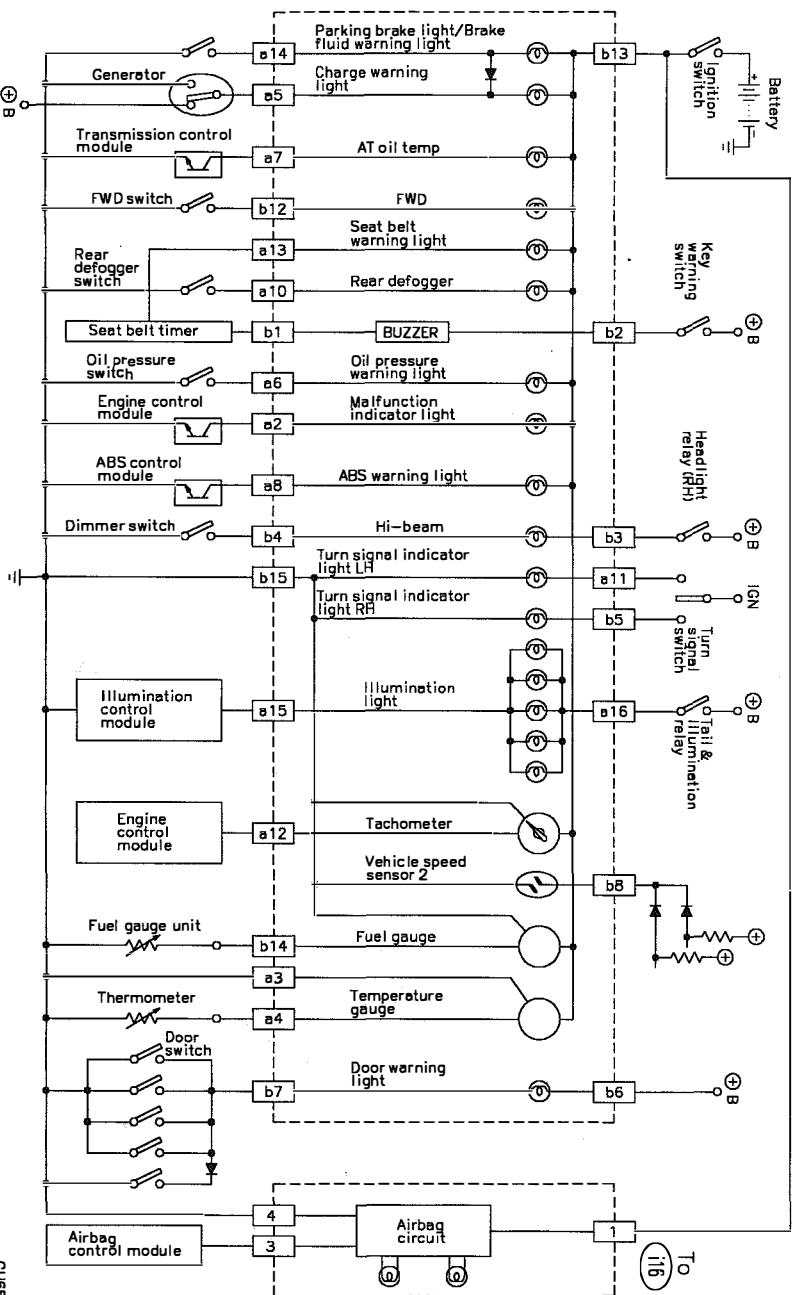 Parking brake light/Brake
fluid warning light
a14
b13
Ignition
switch
Battery
+
Generator
a5
Charge warning
light
⊕ B
Transmission control
module
a7
AT oil temp
FWD switch
b12
FWD
a13
Seat belt
warning light
Rear
defogger
switch
a10
Rear defogger
Key
warning
switch
Seat belt timer
b1
BUZZER
b2
⊕ B
Oil pressure
switch
a6
Oil pressure
warning light
Engine control
module
a2
Malfunction
indicator light
ABS control
module
a8
ABS warning light
Headlight
relay (RH)
Dimmer switch
b4
Hi-beam
b3
⊕ B
b15
Turn signal indicator
light LH
a11
IGN
Turn signal indicator
light RH
b5
Turn
signal
switch
Illumination
control
module
a15
Illumination
light
a16
Tail &
illumination
relay
⊕ B
Engine
control
module
a12
Tachometer
Vehicle speed
sensor 2
b8
⊕
⊕
Fuel gauge unit
b14
Fuel gauge
a3
Thermometer
a4
Temperature
gauge
Door
switch
b7
Door warning
light
b6
⊕ B
4
Airbag
control module
3
Airbag
circuit
1
To
i16